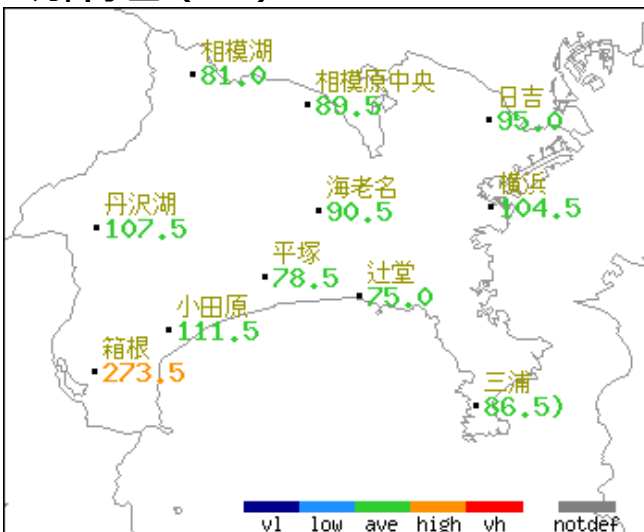 相模湖
81.0
相模原中央
89.5
日吉
95.0
丹沢湖
107.5
海老名
90.5
横浜
104.5
平塚
78.5
辻堂
75.0
小田原
111.5
箱根
273.5
三浦
86.5)
vl low ave high vh notdef